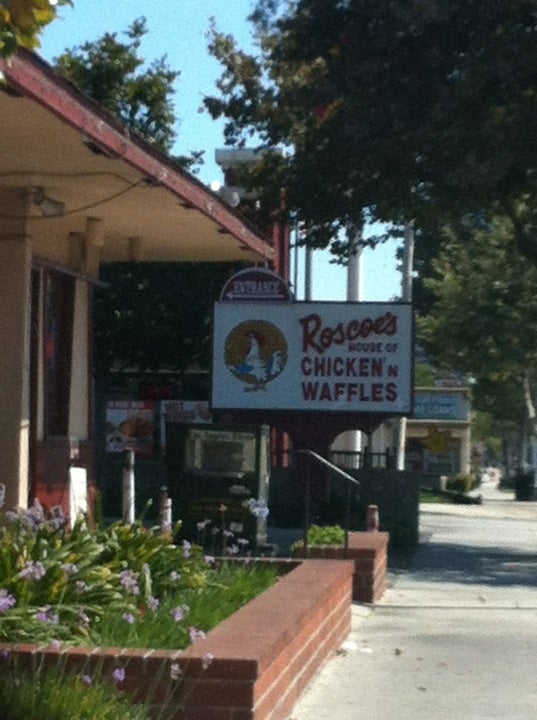 ENTRANCE
Roscoe's
HOUSE OF
CHICKEN 'N
WAFFLES